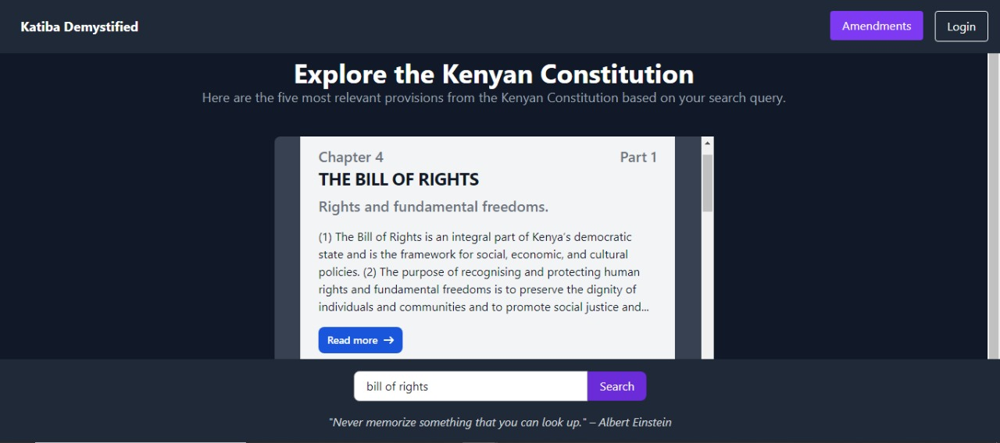 Katiba Demystified
Amendments
Login
Explore the Kenyan Constitution
Here are the five most relevant provisions from the Kenyan Constitution based on your search query.
Chapter 4
Part 1
THE BILL OF RIGHTS
Rights and fundamental freedoms.
(1) The Bill of Rights is an integral part of Kenya's democratic
state and is the framework for social, economic, and cultural
policies. (2) The purpose of recognising and protecting human
rights and fundamental freedoms is to preserve the dignity of
individuals and communities and to promote social justice and...
Read more →
bill of rights
Search
"Never memorize something that you can look up." – Albert Einstein